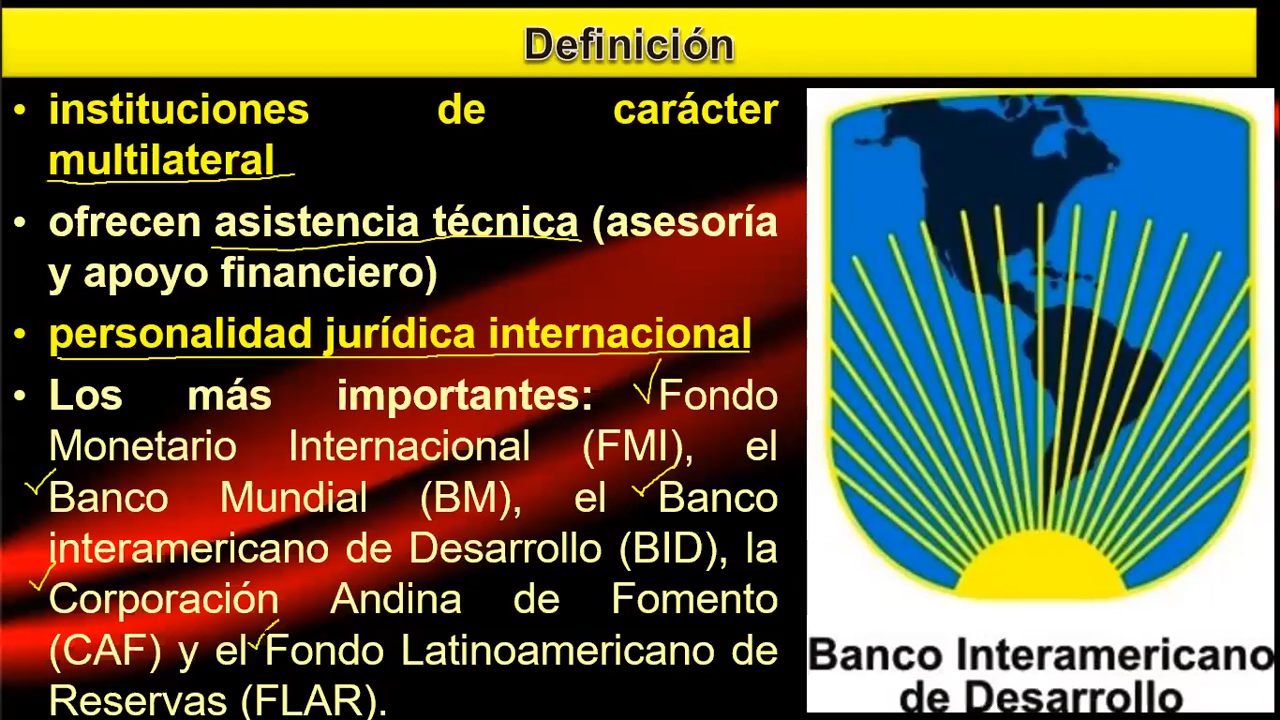 Definición
• instituciones de carácter
multilateral
• ofrecen asistencia técnica (asesoría
y apoyo financiero)
• personalidad jurídica internacional
• Los más importantes: Fondo
Monetario Internacional (FMI), el
Banco Mundial (BM), el Banco
interamericano de Desarrollo (BID), la
Corporación Andina de Fomento
(CAF) y el Fondo Latinoamericano de
Reservas (FLAR).
Banco Interamericano
de Desarrollo